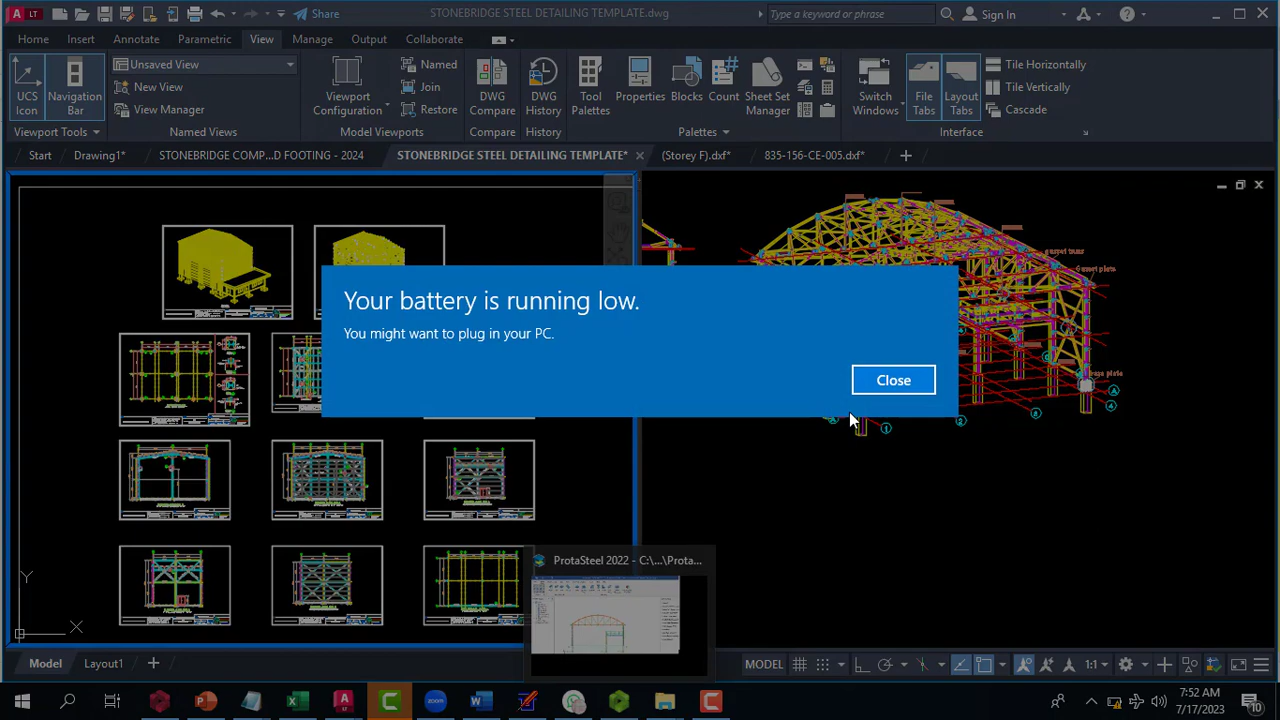 LT
Share
STONEBRIDGE STEEL DETAILING TEMPLATE.dwg
Type a keyword or phrase
Sign In
Home
Insert
Annotate
Parametric
View
Manage
Output
Collaborate
UCS
Icon
Navigation
Bar
Viewport Tools
Unsaved View
New View
View Manager
Named Views
Viewport
Configuration
Named
Join
Restore
Model Viewports
DWG
Compare
Compare
DWG
History
History
Tool
Palettes
Properties
Blocks
Count
Sheet Set
Manager
Palettes
Switch
Windows
File
Tabs
Layout
Tabs
Tile Horizontally
Tile Vertically
Cascade
Interface
Start
Drawing1*
STONEBRIDGE COMP...D FOOTING - 2024
STONEBRIDGE STEEL DETAILING TEMPLATE*
(Storey F).dxf*
835-156-CE-005.dxf*
Your battery is running low.
You might want to plug in your PC.
Close
Y
X
ProtaSteel 2022 - C:\...\Prota...
Model
Layout1
MODEL
1:1
7:52 AM
7/17/2023
10